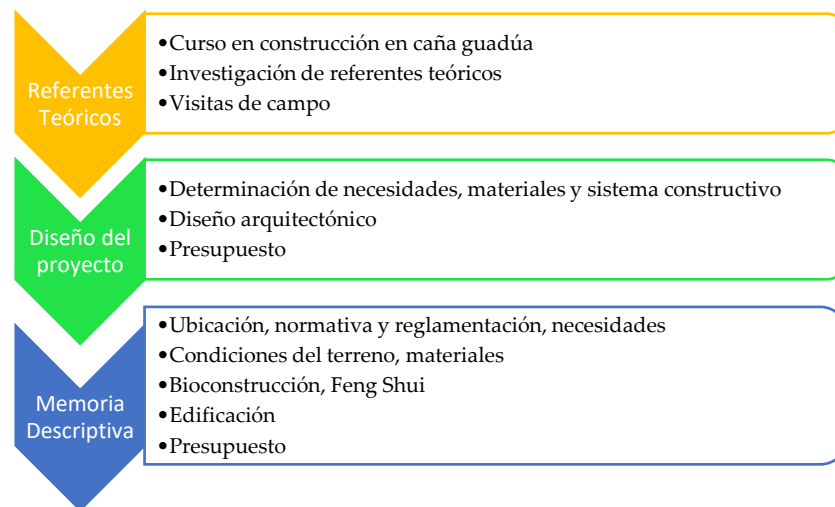 Referentes
Teóricos
•Curso en construcción en caña guadúa
•Investigación de referentes teóricos
•Visitas de campo
Diseño del
proyecto
•Determinación de necesidades, materiales y sistema constructivo
•Diseño arquitectónico
•Presupuesto
Memoria
Descriptiva
•Ubicación, normativa y reglamentación, necesidades
•Condiciones del terreno, materiales
•Bioconstrucción, Feng Shui
•Edificación
•Presupuesto